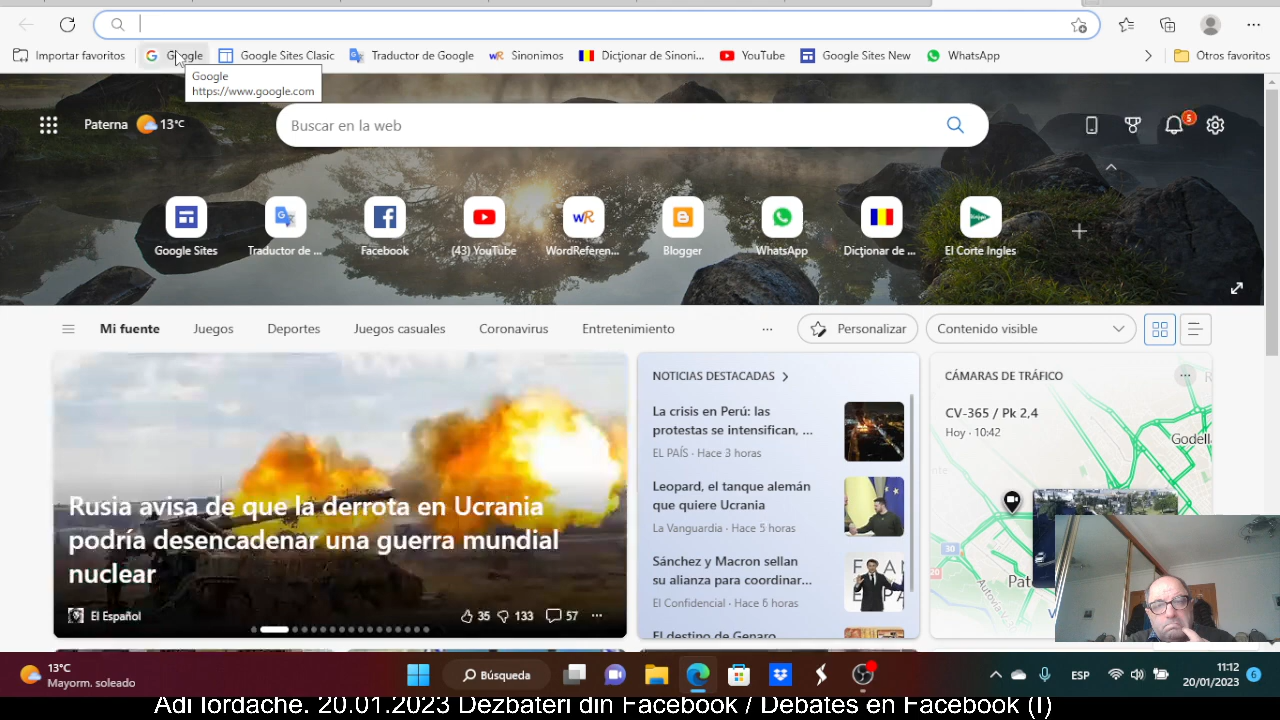 Importar favoritos
Google
Google Sites Clasic
Traductor de Google
Sinonimos
Dicționar de Sinoni...
YouTube
Google Sites New
WhatsApp
Otros favoritos
Google
https://www.google.com
Paterna
13°C
Buscar en la web
5
Google Sites
Traductor de ...
Facebook
(43) YouTube
WordReferen...
Blogger
WhatsApp
Dicționar de ...
El Corte Ingles
Mi fuente
Juegos
Deportes
Juegos casuales
Coronavirus
Entretenimiento
...
Personalizar
Contenido visible
Rusia avisa de que la derrota en Ucrania
podría desencadenar una guerra mundial
nuclear
El Español
35
133
57
NOTICIAS DESTACADAS
La crisis en Perú: las
protestas se intensifican, ...
EL PAÍS · Hace 3 horas
Leopard, el tanque alemán
que quiere Ucrania
La Vanguardia · Hace 5 horas
Sánchez y Macron sellan
su alianza para coordinar...
El Confidencial · Hace 6 horas
El destino de Genaro
CÁMARAS DE TRÁFICO
CV-365 / Pk 2,4
Hoy · 10:42
Godell
30
13°C
Mayorm. soleado
Búsqueda
ESP
11:12
20/01/2023
6
Adi Iordache. 20.01.2023 Dezbateri din Facebook / Debates en Facebook (I)